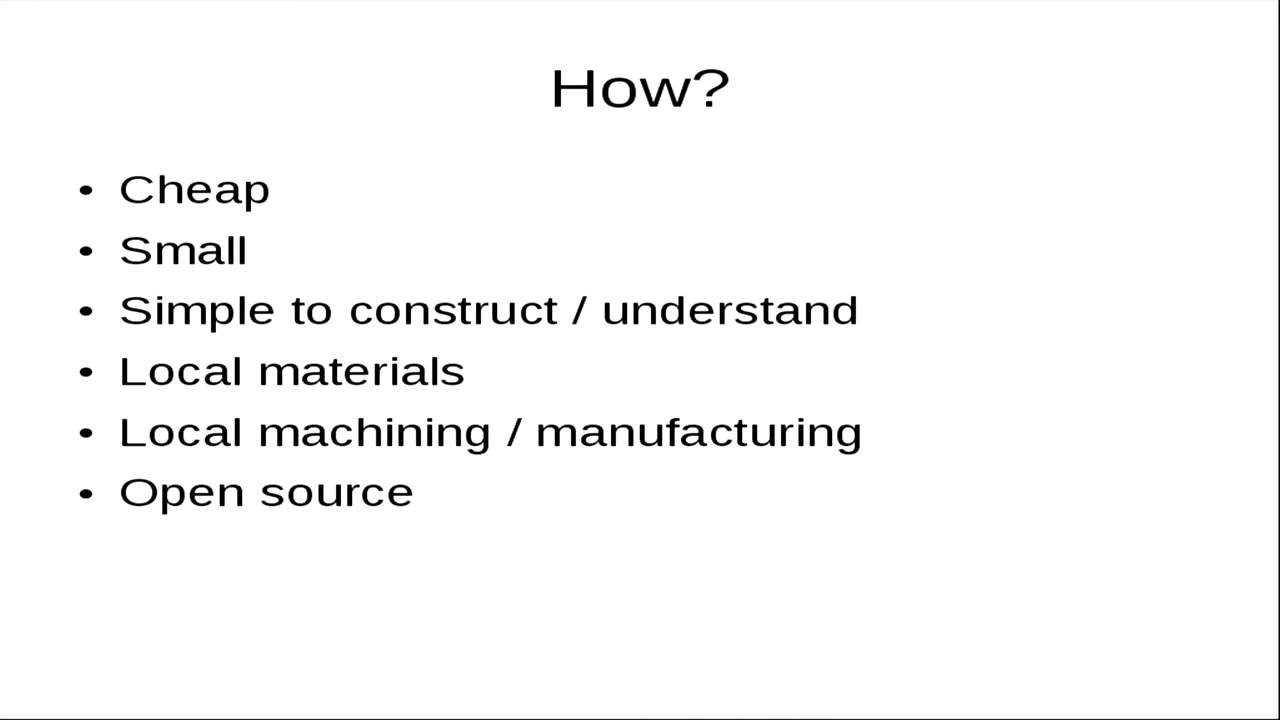 How?
• Cheap
• Small
• Simple to construct / understand
• Local materials
• Local machining / manufacturing
• Open source